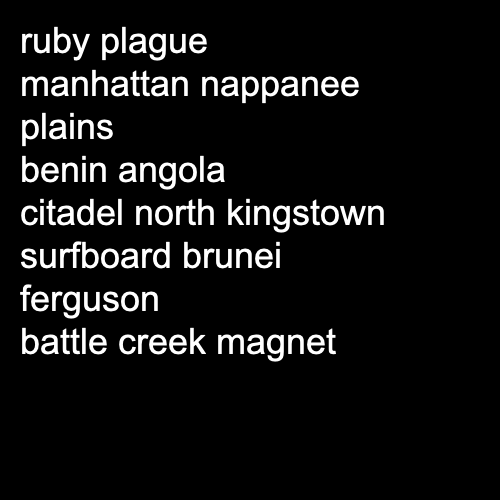 ruby plague
manhattan nappanee
plains
benin angola
citadel north kingstown
surfboard brunei
ferguson
battle creek magnet